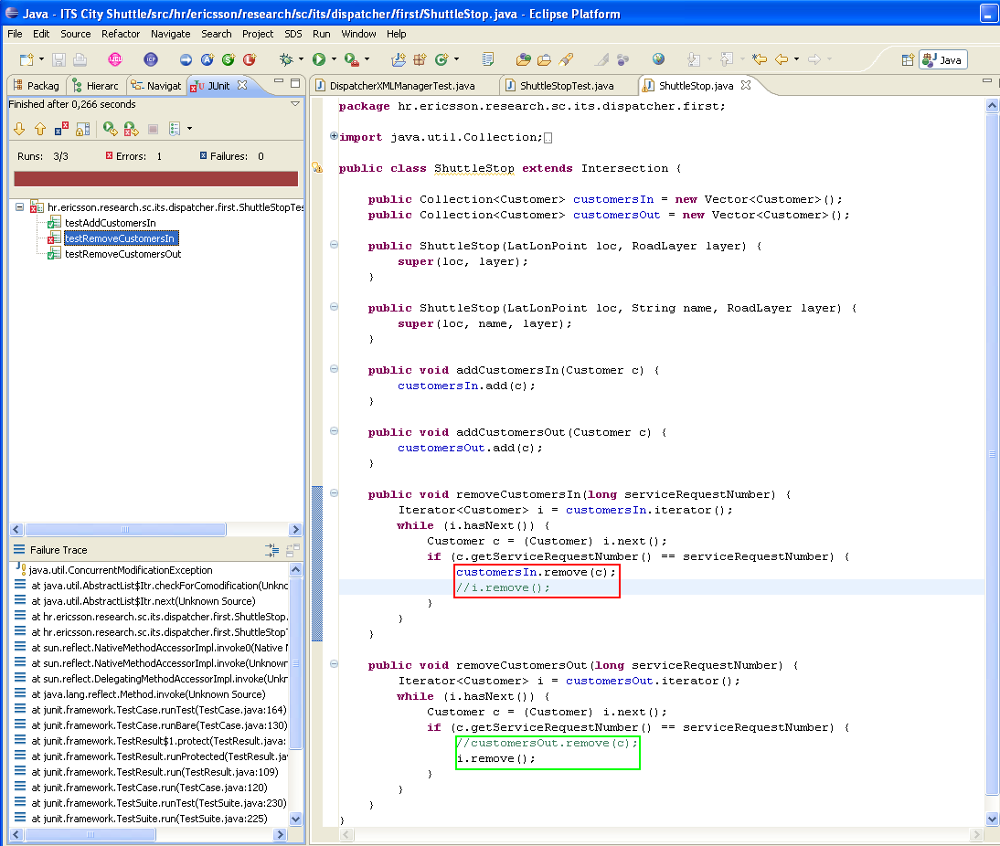 Java - ITS City Shuttle/src/hr/ericsson/research/sc/its/dispatcher/first/ShuttleStop.java - Eclipse Platform
File Edit Source Refactor Navigate Search Project SDS Run Window Help
Java
Packag Hierarc Navigat JUnit
DispatcherXMLManagerTest.java ShuttleStopTest.java ShuttleStop.java
Finished after 0,266 seconds
Runs: 3/3 Errors: 1 Failures: 0
hr.ericsson.research.sc.its.dispatcher.first.ShuttleStopTes
testAddCustomersIn
testRemoveCustomersIn
testRemoveCustomersOut
Failure Trace
java.util.ConcurrentModificationException
at java.util.AbstractList$Itr.checkForComodification(Unkno
at java.util.AbstractList$Itr.next(Unknown Source)
at hr.ericsson.research.sc.its.dispatcher.first.ShuttleStop.
at hr.ericsson.research.sc.its.dispatcher.first.ShuttleStop
at sun.reflect.NativeMethodAccessorImpl.invoke0(Native
at sun.reflect.NativeMethodAccessorImpl.invoke(Unknown
at sun.reflect.DelegatingMethodAccessorImpl.invoke(Unkn
at java.lang.reflect.Method.invoke(Unknown Source)
at junit.framework.TestCase.runTest(TestCase.java:164)
at junit.framework.TestCase.runBare(TestCase.java:130)
at junit.framework.TestResult$1.protect(TestResult.java:
at junit.framework.TestResult.runProtected(TestResult.ja
at junit.framework.TestResult.run(TestResult.java:109)
at junit.framework.TestCase.run(TestCase.java:120)
at junit.framework.TestSuite.runTest(TestSuite.java:230)
at junit.framework.TestSuite.run(TestSuite.java:225)
package hr.ericsson.research.sc.its.dispatcher.first;
import java.util.Collection;
public class ShuttleStop extends Intersection {
public Collection<Customer> customersIn = new Vector<Customer>();
public Collection<Customer> customersOut = new Vector<Customer>();
public ShuttleStop(LatLonPoint loc, RoadLayer layer) {
super(loc, layer);
}
public ShuttleStop(LatLonPoint loc, String name, RoadLayer layer) {
super(loc, name, layer);
}
public void addCustomersIn(Customer c) {
customersIn.add(c);
}
public void addCustomersOut(Customer c) {
customersOut.add(c);
}
public void removeCustomersIn(long serviceRequestNumber) {
Iterator<Customer> i = customersIn.iterator();
while (i.hasNext()) {
Customer c = (Customer) i.next();
if (c.getServiceRequestNumber() == serviceRequestNumber) {
customersIn.remove(c);
//i.remove();
}
}
}
public void removeCustomersOut(long serviceRequestNumber) {
Iterator<Customer> i = customersOut.iterator();
while (i.hasNext()) {
Customer c = (Customer) i.next();
if (c.getServiceRequestNumber() == serviceRequestNumber) {
//customersOut.remove(c);
i.remove();
}
}
}
}